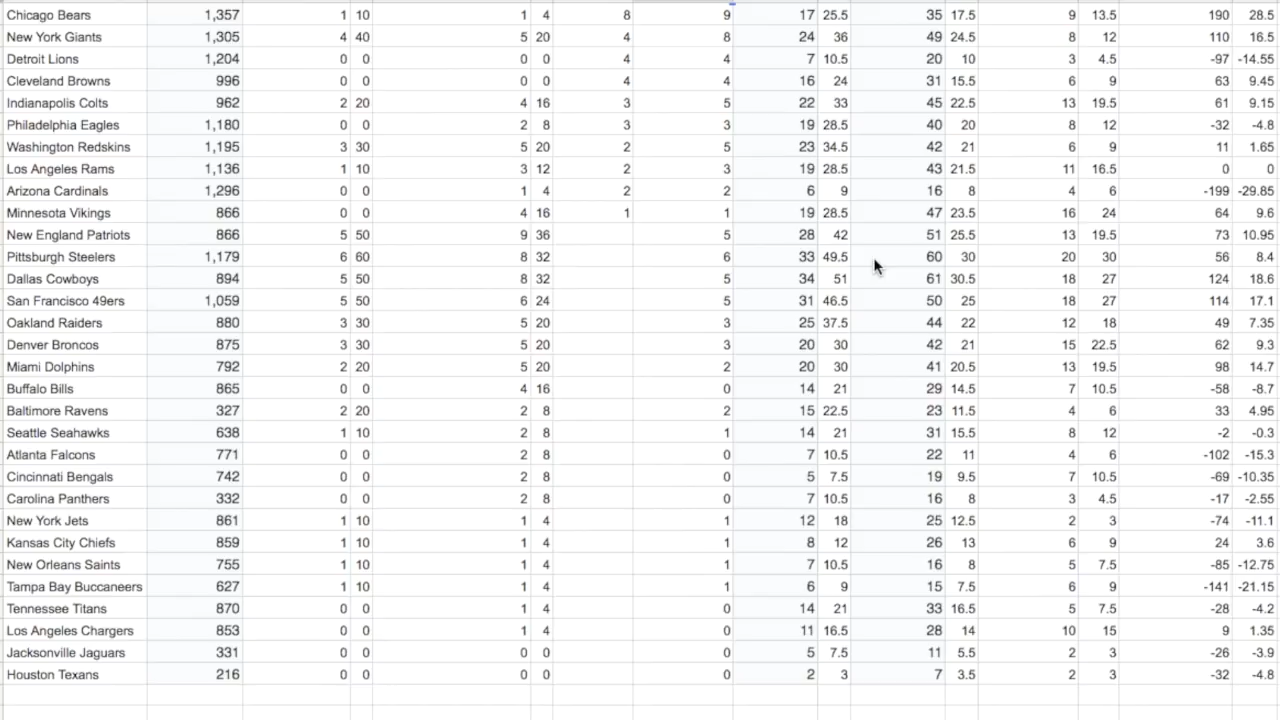 Chicago Bears 1,357 1 10 1 4 8 9 17 25.5 35 17.5 9 13.5 190 28.5
New York Giants 1,305 4 40 5 20 4 8 24 36 49 24.5 8 12 110 16.5
Detroit Lions 1,204 0 0 0 0 4 4 7 10.5 20 10 3 4.5 -97 -14.55
Cleveland Browns 996 0 0 0 0 4 4 16 24 31 15.5 6 9 63 9.45
Indianapolis Colts 962 2 20 4 16 3 5 22 33 45 22.5 13 19.5 61 9.15
Philadelphia Eagles 1,180 0 0 2 8 3 3 19 28.5 40 20 8 12 -32 -4.8
Washington Redskins 1,195 3 30 5 20 2 5 23 34.5 42 21 6 9 11 1.65
Los Angeles Rams 1,136 1 10 3 12 2 3 19 28.5 43 21.5 11 16.5 0 0
Arizona Cardinals 1,296 0 0 1 4 2 2 6 9 16 8 4 6 -199 -29.85
Minnesota Vikings 866 0 0 4 16 1 1 19 28.5 47 23.5 16 24 64 9.6
New England Patriots 866 5 50 9 36 5 28 42 51 25.5 13 19.5 73 10.95
Pittsburgh Steelers 1,179 6 60 8 32 6 33 49.5 60 30 20 30 56 8.4
Dallas Cowboys 894 5 50 8 32 5 34 51 61 30.5 18 27 124 18.6
San Francisco 49ers 1,059 5 50 6 24 5 31 46.5 50 25 18 27 114 17.1
Oakland Raiders 880 3 30 5 20 3 25 37.5 44 22 12 18 49 7.35
Denver Broncos 875 3 30 5 20 3 20 30 42 21 15 22.5 62 9.3
Miami Dolphins 792 2 20 5 20 2 20 30 41 20.5 13 19.5 98 14.7
Buffalo Bills 865 0 0 4 16 0 14 21 29 14.5 7 10.5 -58 -8.7
Baltimore Ravens 327 2 20 2 8 2 15 22.5 23 11.5 4 6 33 4.95
Seattle Seahawks 638 1 10 2 8 1 14 21 31 15.5 8 12 -2 -0.3
Atlanta Falcons 771 0 0 2 8 0 7 10.5 22 11 4 6 -102 -15.3
Cincinnati Bengals 742 0 0 2 8 0 5 7.5 19 9.5 7 10.5 -69 -10.35
Carolina Panthers 332 0 0 2 8 0 7 10.5 16 8 3 4.5 -17 -2.55
New York Jets 861 1 10 1 4 1 12 18 25 12.5 2 3 -74 -11.1
Kansas City Chiefs 859 1 10 1 4 1 8 12 26 13 6 9 24 3.6
New Orleans Saints 755 1 10 1 4 1 7 10.5 16 8 5 7.5 -85 -12.75
Tampa Bay Buccaneers 627 1 10 1 4 1 6 9 15 7.5 6 9 -141 -21.15
Tennessee Titans 870 0 0 1 4 0 14 21 33 16.5 5 7.5 -28 -4.2
Los Angeles Chargers 853 0 0 1 4 0 11 16.5 28 14 10 15 9 1.35
Jacksonville Jaguars 331 0 0 0 0 0 5 7.5 11 5.5 2 3 -26 -3.9
Houston Texans 216 0 0 0 0 0 2 3 7 3.5 2 3 -32 -4.8